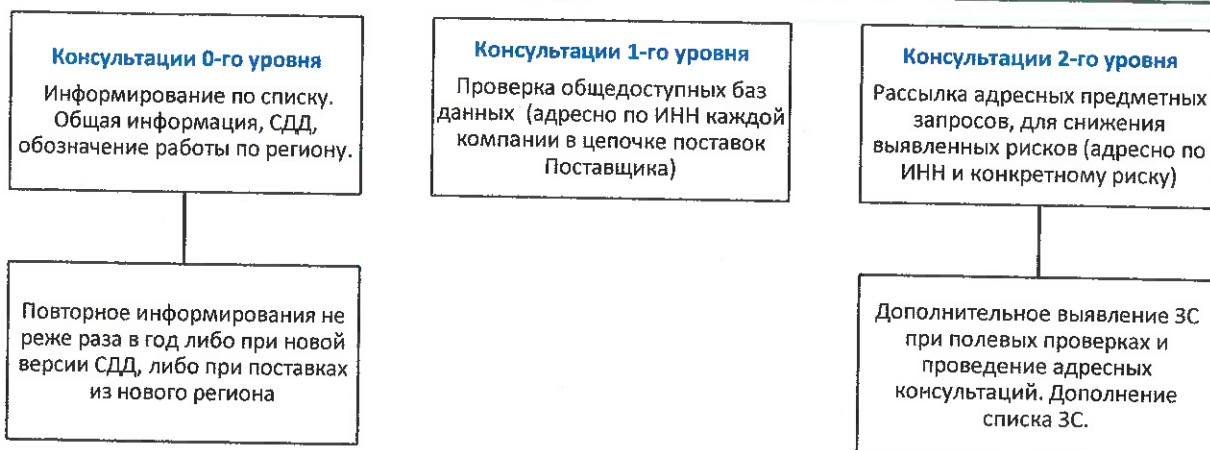 Консультации 0-го уровня
Информирование по списку.
Общая информация, СДД,
обозначение работы по региону.
Повторное информирования не
реже раза в год либо при новой
версии СДД, либо при поставках
из нового региона
Консультации 1-го уровня
Проверка общедоступных баз
данных (адресно по ИНН каждой
компании в цепочке поставок
Поставщика)
Консультации 2-го уровня
Рассылка адресных предметных
запросов, для снижения
выявленных рисков (адресно по
ИНН и конкретному риску)
Дополнительное выявление ЗС
при полевых проверках и
проведение адресных
консультаций. Дополнение
списка ЗС.